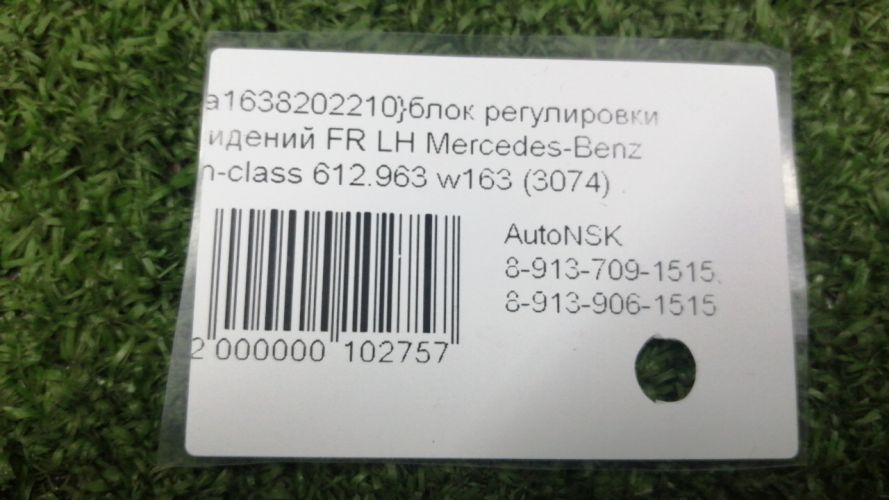 a1638202210}блок регулировки
идений FR LH Mercedes-Benz
-class 612.963 w163 (3074)
AutoNSK
8-913-709-1515,
8-913-906-1515
2 000000 102757